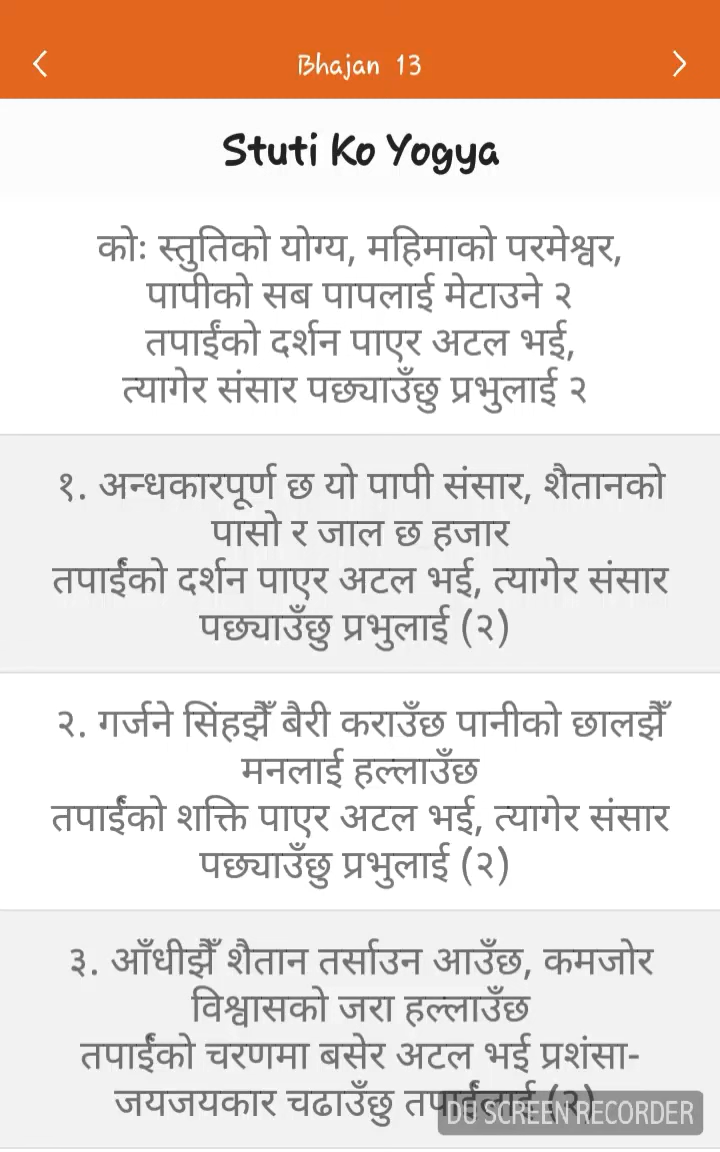 Bhajan 13
Stuti Ko Yogya
कोः स्तुतिको योग्य, महिमाको परमेश्वर,
पापीको सब पापलाई मेटाउने २
तपाईंको दर्शन पाएर अटल भई,
त्यागेर संसार पछ्याउँछु प्रभुलाई २
१. अन्धकारपूर्ण छ यो पापी संसार, शैतानको
पासो र जाल छ हजार
तपाईंको दर्शन पाएर अटल भई, त्यागेर संसार
पछ्याउँछु प्रभुलाई (२)
२. गर्जने सिंहझैँ बैरी कराउँछ पानीको छालझैँ
मनलाई हल्लाउँछ
तपाईंको शक्ति पाएर अटल भई, त्यागेर संसार
पछ्याउँछु प्रभुलाई (२)
३. आँधीझैँ शैतान तर्साउन आउँछ, कमजोर
विश्वासको जरा हल्लाउँछ
तपाईंको चरणमा बसेर अटल भई प्रशंसा-
जयजयकार चढाउँछु तपाईंलाई (२)
DU SCREEN RECORDER